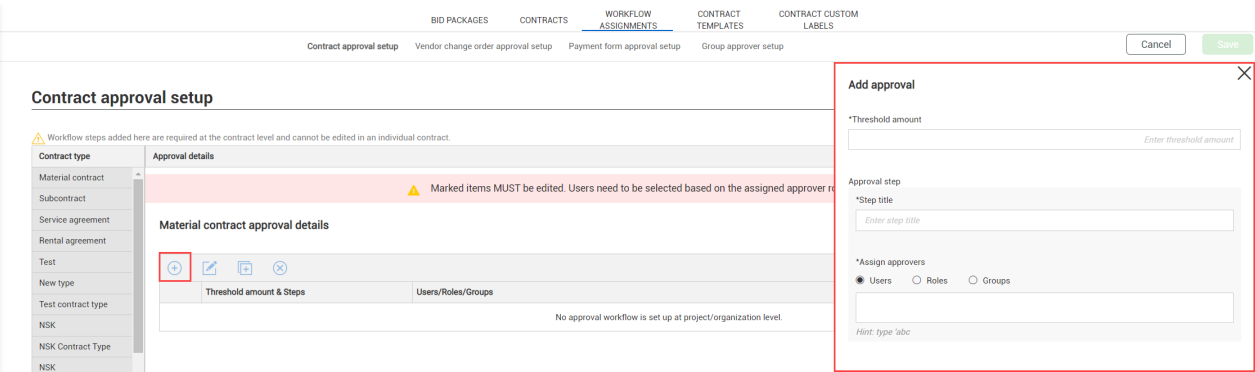 BID PACKAGES CONTRACTS WORKFLOW ASSIGNMENTS CONTRACT TEMPLATES CONTRACT CUSTOM LABELS
Contract approval setup Vendor change order approval setup Payment form approval setup Group approver setup
Cancel Save
Contract approval setup
Workflow steps added here are required at the contract level and cannot be edited in an individual contract.
Contract type Approval details
Material contract
Subcontract
Service agreement
Rental agreement
Test
New type
Test contract type
NSK
NSK Contract Type
NSK
Marked items MUST be edited. Users need to be selected based on the assigned approver
Material contract approval details
Threshold amount & Steps Users/Roles/Groups
No approval workflow is set up at project/organization level.
Add approval
*Threshold amount
Enter threshold amount
Approval step
*Step title
Enter step title
*Assign approvers
Users Roles Groups
Hint: type 'abc